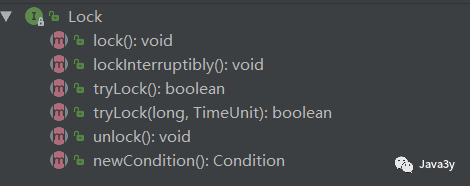 Lock
lock(): void
lockInterruptibly(): void
tryLock(): boolean
tryLock(long, TimeUnit): boolean
unlock(): void
newCondition(): Condition
Java3y